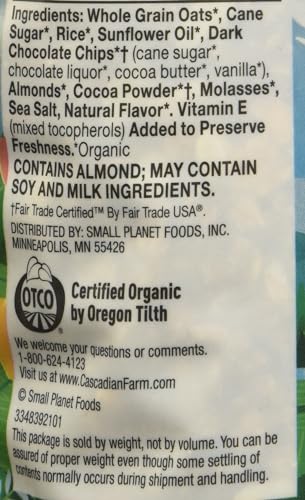 Ingredients: Whole Grain Oats*, Cane
Sugar*, Rice*, Sunflower Oil*, Dark
Chocolate Chips*† (cane sugar*,
chocolate liquor*, cocoa butter*, vanilla*),
Almonds*, Cocoa Powder*†, Molasses*,
Sea Salt, Natural Flavor*. Vitamin E
(mixed tocopherols) Added to Preserve
Freshness.*Organic
CONTAINS ALMOND; MAY CONTAIN
SOY AND MILK INGREDIENTS.
†Fair Trade Certified™ By Fair Trade USA®.
DISTRIBUTED BY: SMALL PLANET FOODS, INC.
MINNEAPOLIS, MN 55426
OTCO
®
Certified Organic
by Oregon Tilth
We welcome your questions or comments.
1-800-624-4123
Visit us at www.CascadianFarm.com
© Small Planet Foods
3348392101
This package is sold by weight, not by volume. You can be
assured of proper weight even though some settling of
contents normally occurs during shipment and handling.